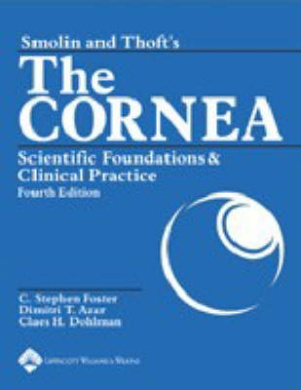 Smolin and Thoft's
The
CORNEA
Scientific Foundations &
Clinical Practice
Fourth Edition
C. Stephen Foster
Dimitri T. Azar
Claes H. Dohlman
LIPPINCOTT WILLIAMS & WILKINS